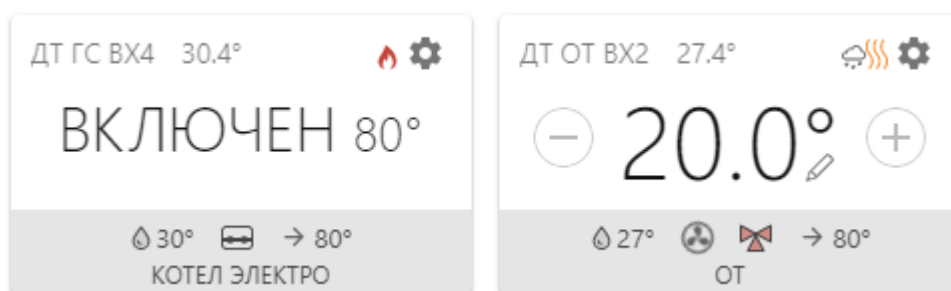 ДТ ГС ВХ4 30.4°
ВКЛЮЧЕН 80°
30° → 80°
КОТЕЛ ЭЛЕКТРО
ДТ ОТ ВХ2 27.4°
20.0°
27° → 80°
ОТ